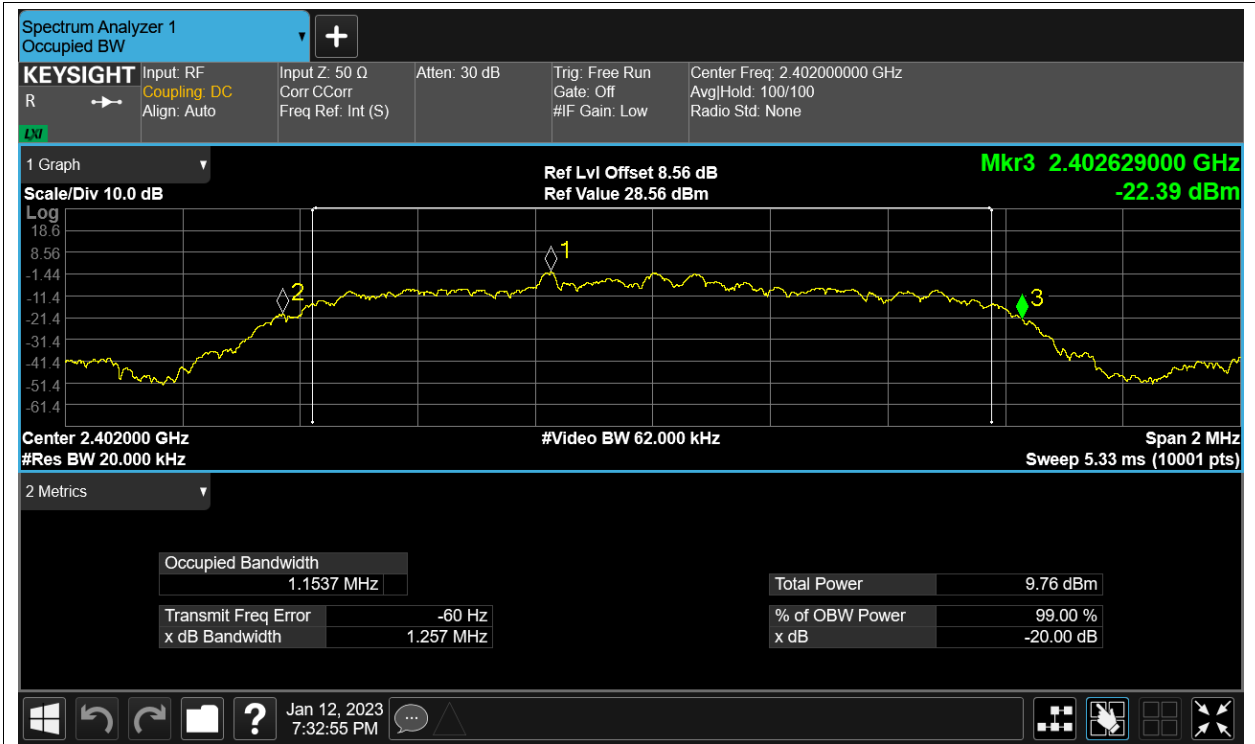 Spectrum Analyzer 1
Occupied BW
KEYSIGHT
R
LXI
Input: RF
Coupling: DC
Align: Auto
Input Z: 50 Ω
Corr CCorr
Freq Ref: Int (S)
Atten: 30 dB
Trig: Free Run
Gate: Off
#IF Gain: Low
Center Freq: 2.402000000 GHz
Avg|Hold: 100/100
Radio Std: None
1 Graph
Scale/Div 10.0 dB
Ref Lvl Offset 8.56 dB
Ref Value 28.56 dBm
Mkr3 2.402629000 GHz
-22.39 dBm
Log
18.6
8.56
-1.44
-11.4
-21.4
-31.4
-41.4
-51.4
-61.4
1
2
3
Center 2.402000 GHz
#Video BW 62.000 kHz
Span 2 MHz
#Res BW 20.000 kHz
Sweep 5.33 ms (10001 pts)
2 Metrics
Occupied Bandwidth
1.1537 MHz
Total Power 9.76 dBm
Transmit Freq Error -60 Hz
% of OBW Power 99.00 %
x dB Bandwidth 1.257 MHz
x dB -20.00 dB
?
Jan 12, 2023
7:32:55 PM